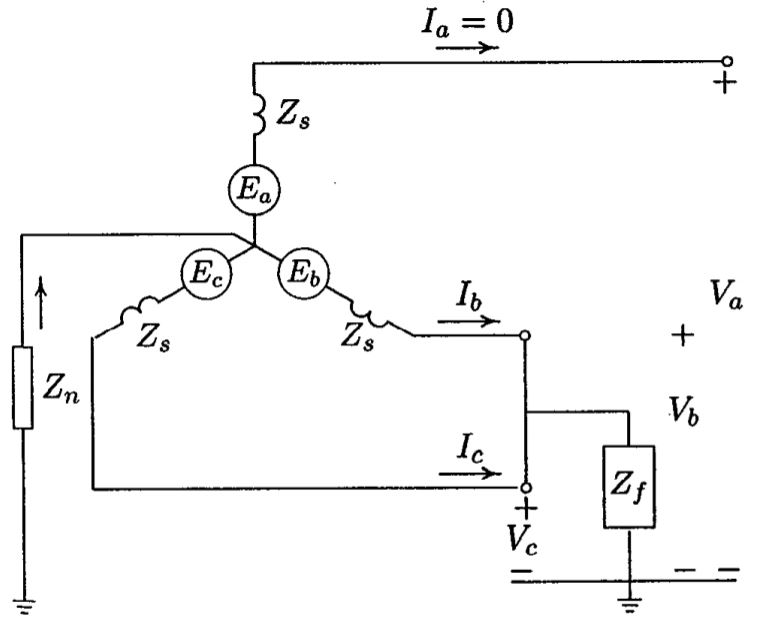 I_a = 0
+
Z_s
E_a
E_c
E_b
V_a
I_b
Z_s
Z_s
+
Z_n
V_b
I_c
Z_f
+
V_c
− − −